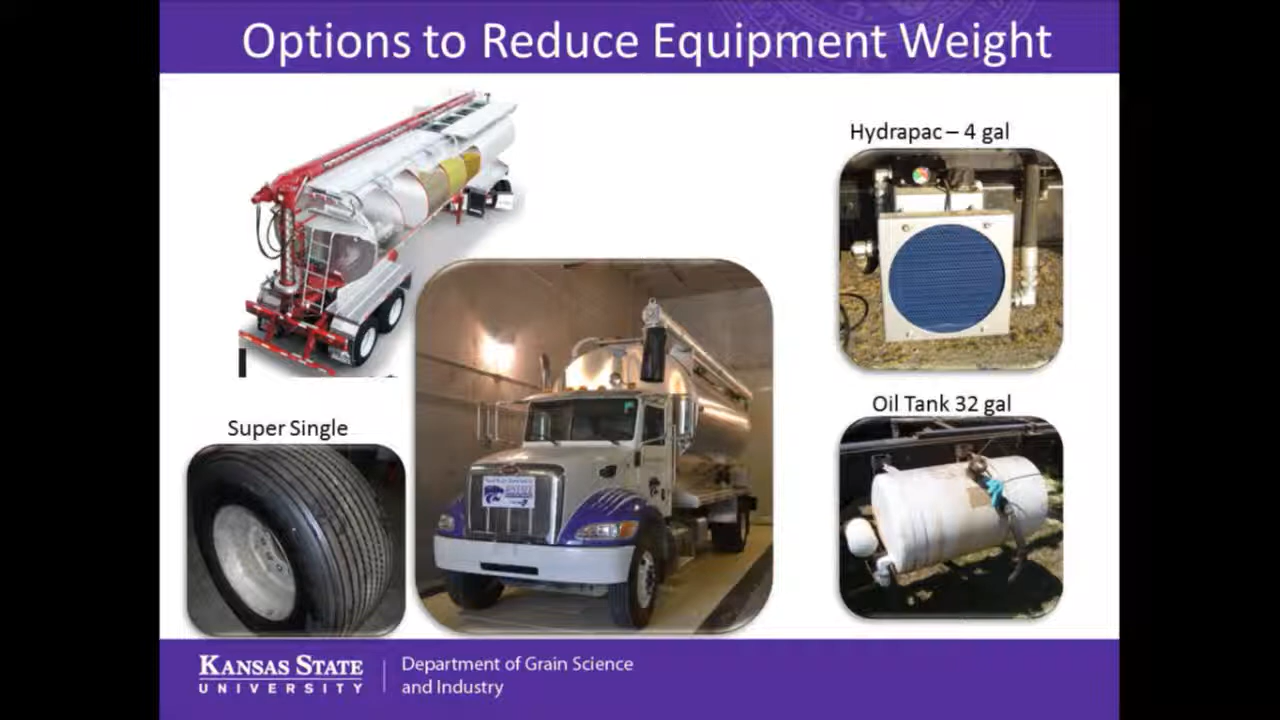 Options to Reduce Equipment Weight
Hydrapac – 4 gal
Oil Tank 32 gal
Super Single
KANSAS STATE
UNIVERSITY
Department of Grain Science
and Industry